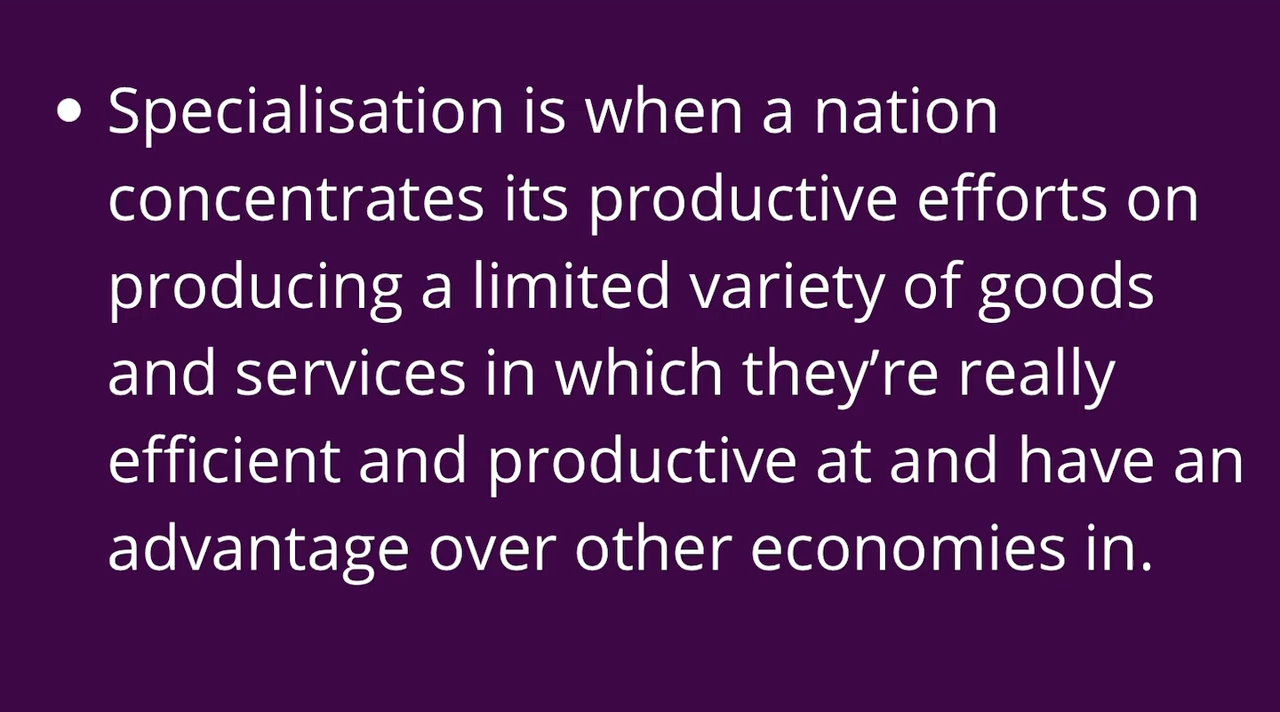 • Specialisation is when a nation
concentrates its productive efforts on
producing a limited variety of goods
and services in which they’re really
efficient and productive at and have an
advantage over other economies in.